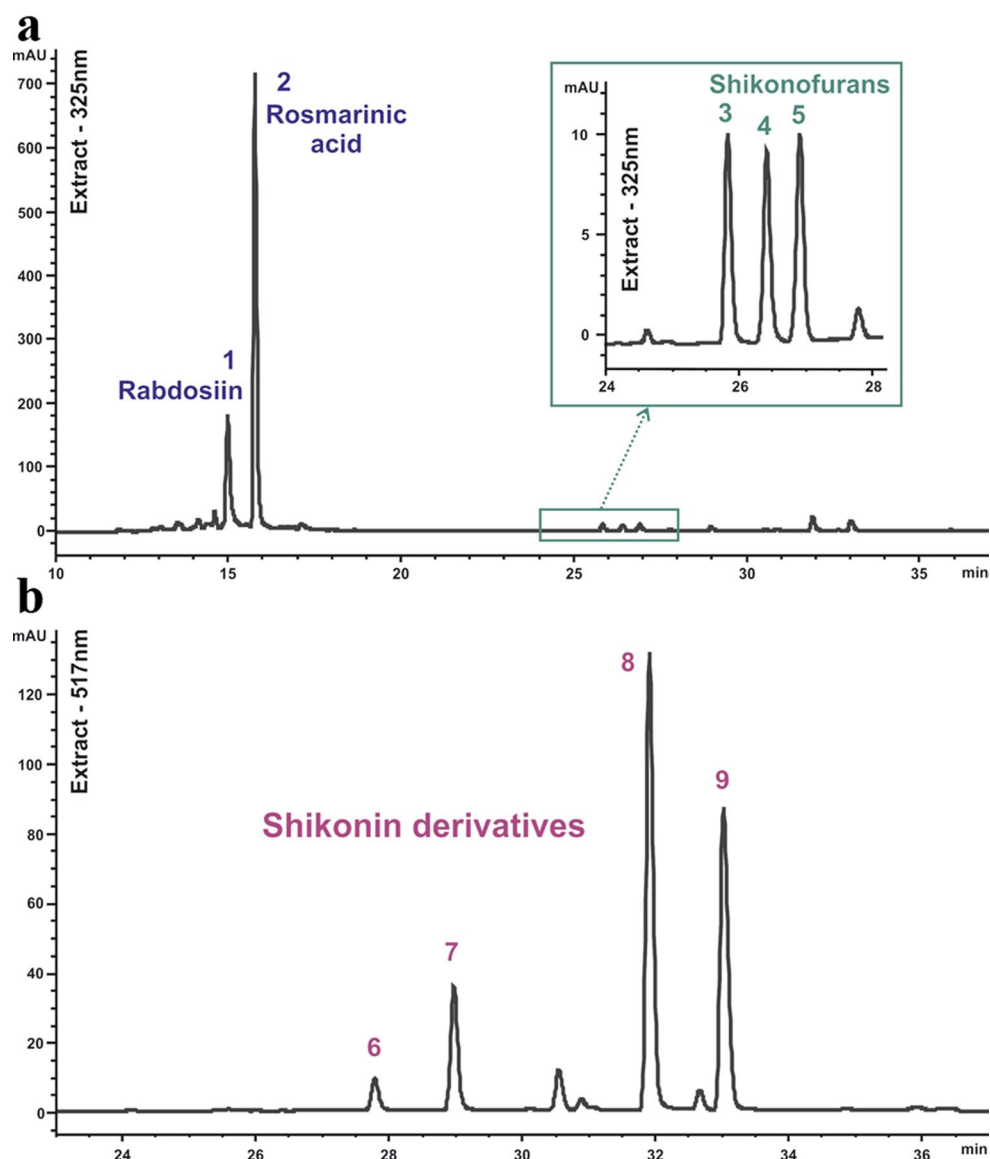 a
mAU
Extract - 325nm
700
600
500
400
300
200
100
0
2
Rosmarinic
acid
1
Rabdosiin
10
15
20
25
30
35
min
mAU
Extract - 325nm
Shikonofurans
3
4
5
10
5
0
24
26
28
b
mAU
Extract - 517nm
120
100
80
60
40
20
0
Shikonin derivatives
6
7
8
9
24
26
28
30
32
34
36
min